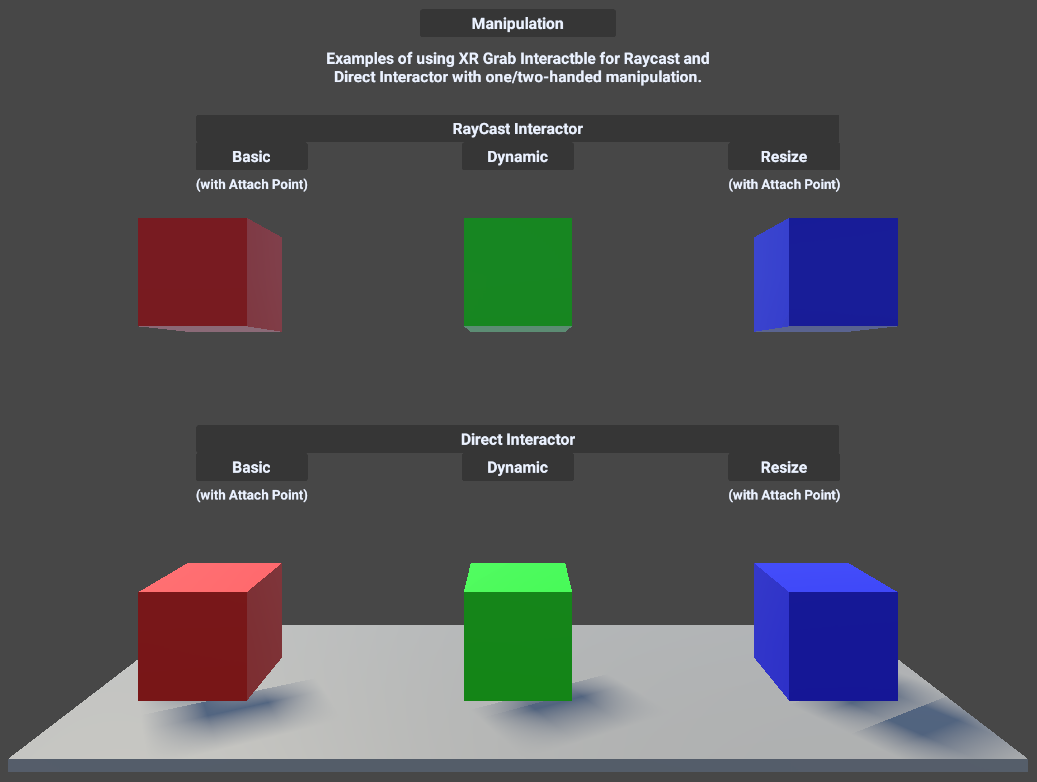 Manipulation
Examples of using XR Grab Interactble for Raycast and
Direct Interactor with one/two-handed manipulation.
RayCast Interactor
Basic Dynamic Resize
(with Attach Point) (with Attach Point)
Direct Interactor
Basic Dynamic Resize
(with Attach Point) (with Attach Point)